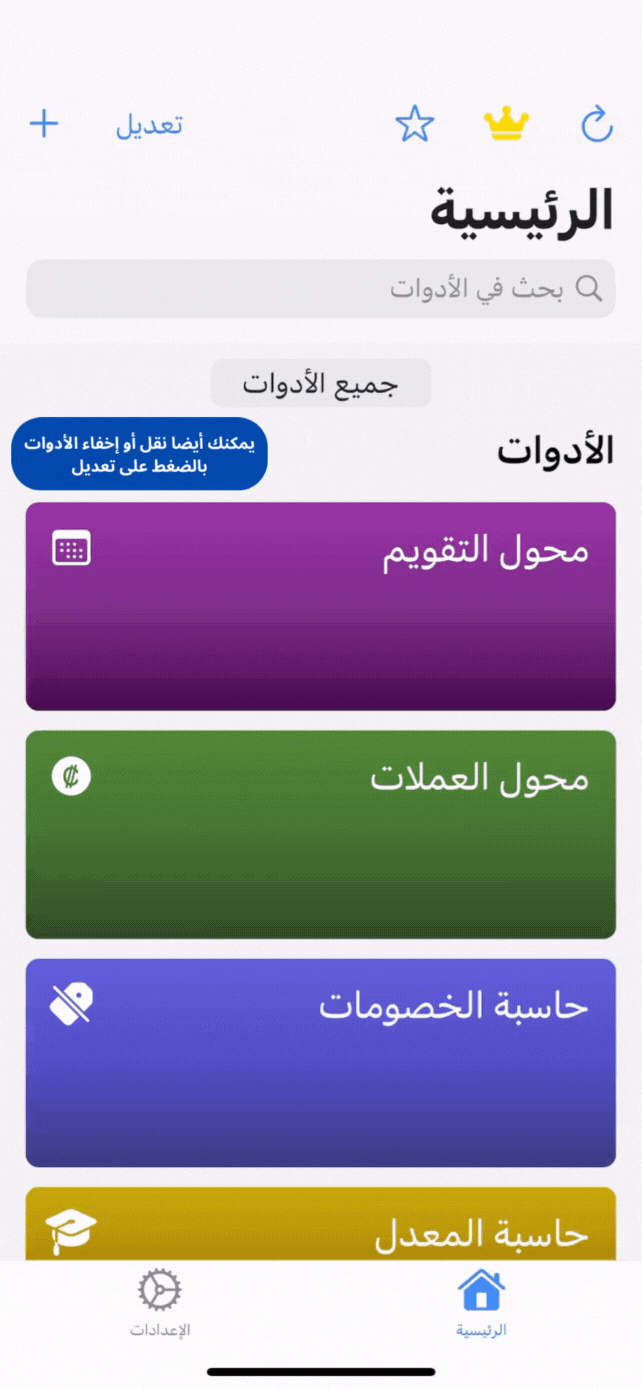 تعديل
الرئيسية
بحث في الأدوات
جميع الأدوات
الأدوات
يمكنك أيضا نقل أو إخفاء الأدوات
بالضغط على تعديل
محول التقويم
محول العملات
حاسبة الخصومات
حاسبة المعدل
الرئيسية
الإعدادات